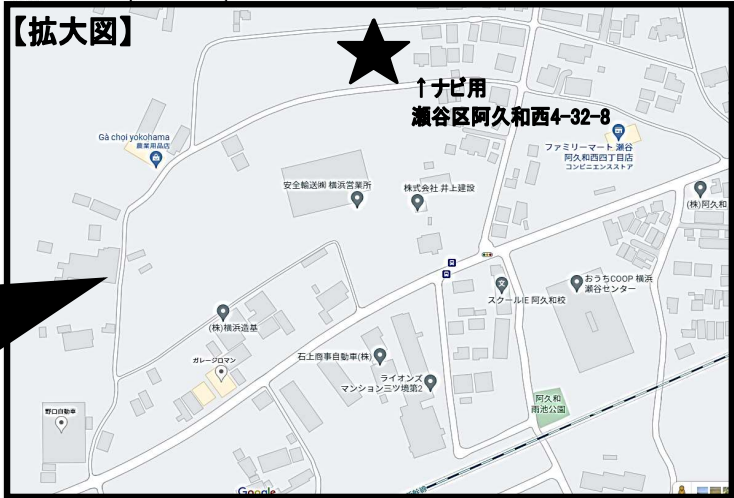 【拡大図】
↑ナビ用
瀬谷区阿久和西4-32-8
Gà chọi yokohama
農業用品店
ファミリーマート 瀬谷
阿久和西四丁目店
コンビニエンスストア
安全輸送㈱ 横浜営業所
株式会社 井上建設
(株)阿久和
おうちCOOP 横浜
瀬谷センター
スクールIE 阿久和校
(株)横浜造基
石上商事自動車(株)
ガレージロマン
ライオンズ
マンション三ツ境第2
阿久和
雨池公園
野口自動車
Google